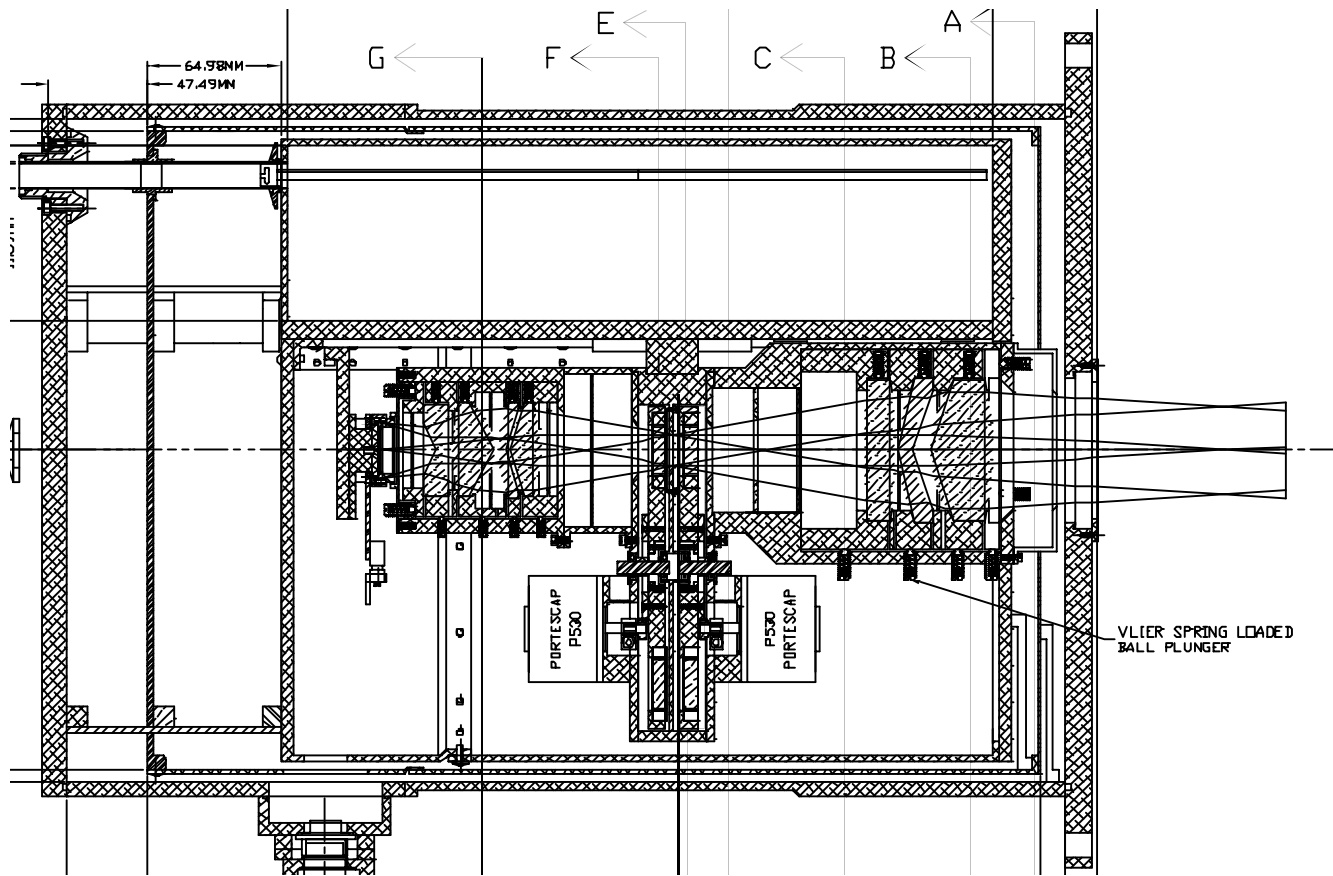 E
A
G
F
C
B
64.98MM
47.49MM
PORTESCAP
P530
P530
PORTESCAP
VLIER SPRING LOADED
BALL PLUNGER